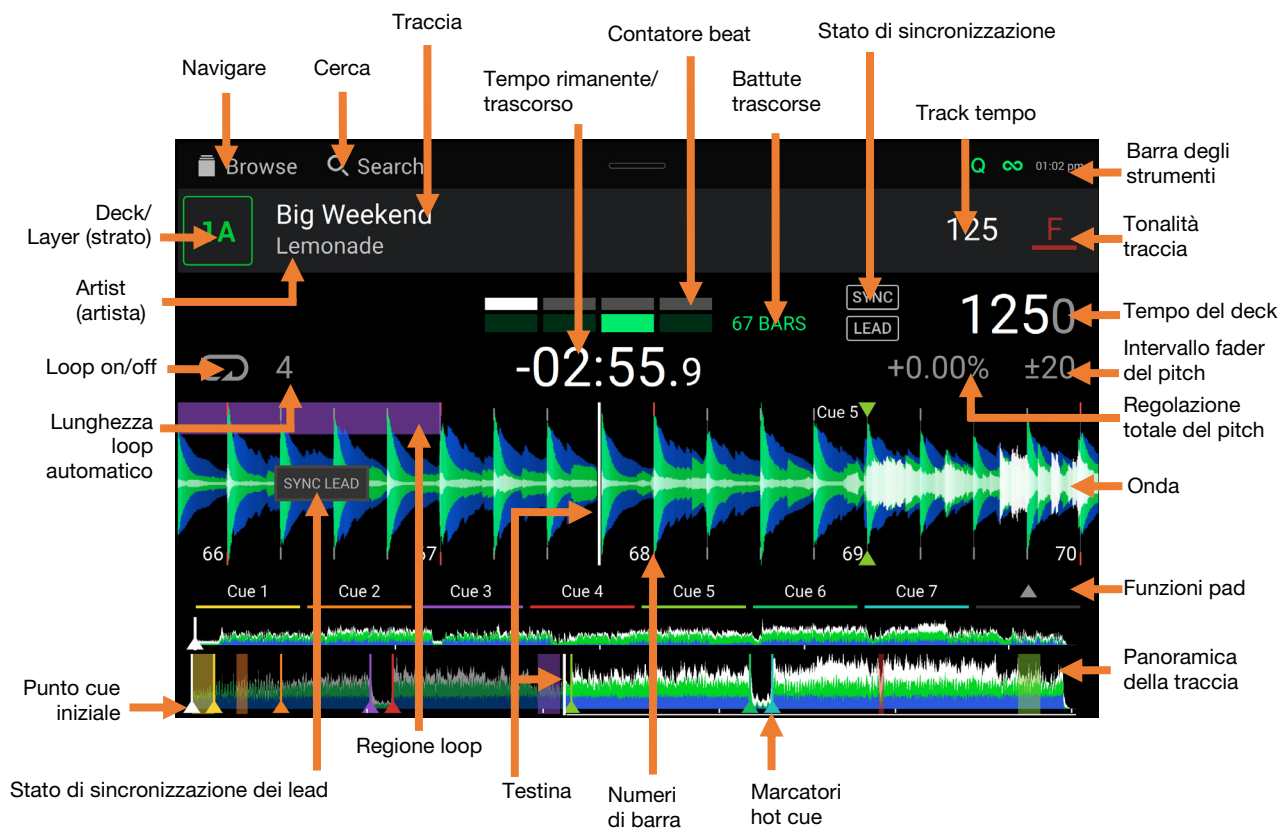 Traccia
Contatore beat
Stato di sincronizzazione
Navigare
Cerca
Tempo rimanente/
trascorso
Battute
trascorse
Track tempo
Browse
Search
Q
01:02 pm
Barra degli
strumenti
Deck/
Layer (strato)
1A
Big Weekend
Lemonade
125
F
Tonalità
traccia
Artist
(artista)
67 BARS
SYNC
LEAD
1250
Tempo del deck
Loop on/off
4
-02:55.9
+0.00%
±20
Intervallo fader
del pitch
Lunghezza
loop
automatico
Cue 5
Regolazione
totale del pitch
SYNC LEAD
Onda
66
67
68
69
70
Cue 1
Cue 2
Cue 3
Cue 4
Cue 5
Cue 6
Cue 7
Funzioni pad
Punto cue
iniziale
Panoramica
della traccia
Regione loop
Stato di sincronizzazione dei lead
Testina
Numeri
di barra
Marcatori
hot cue